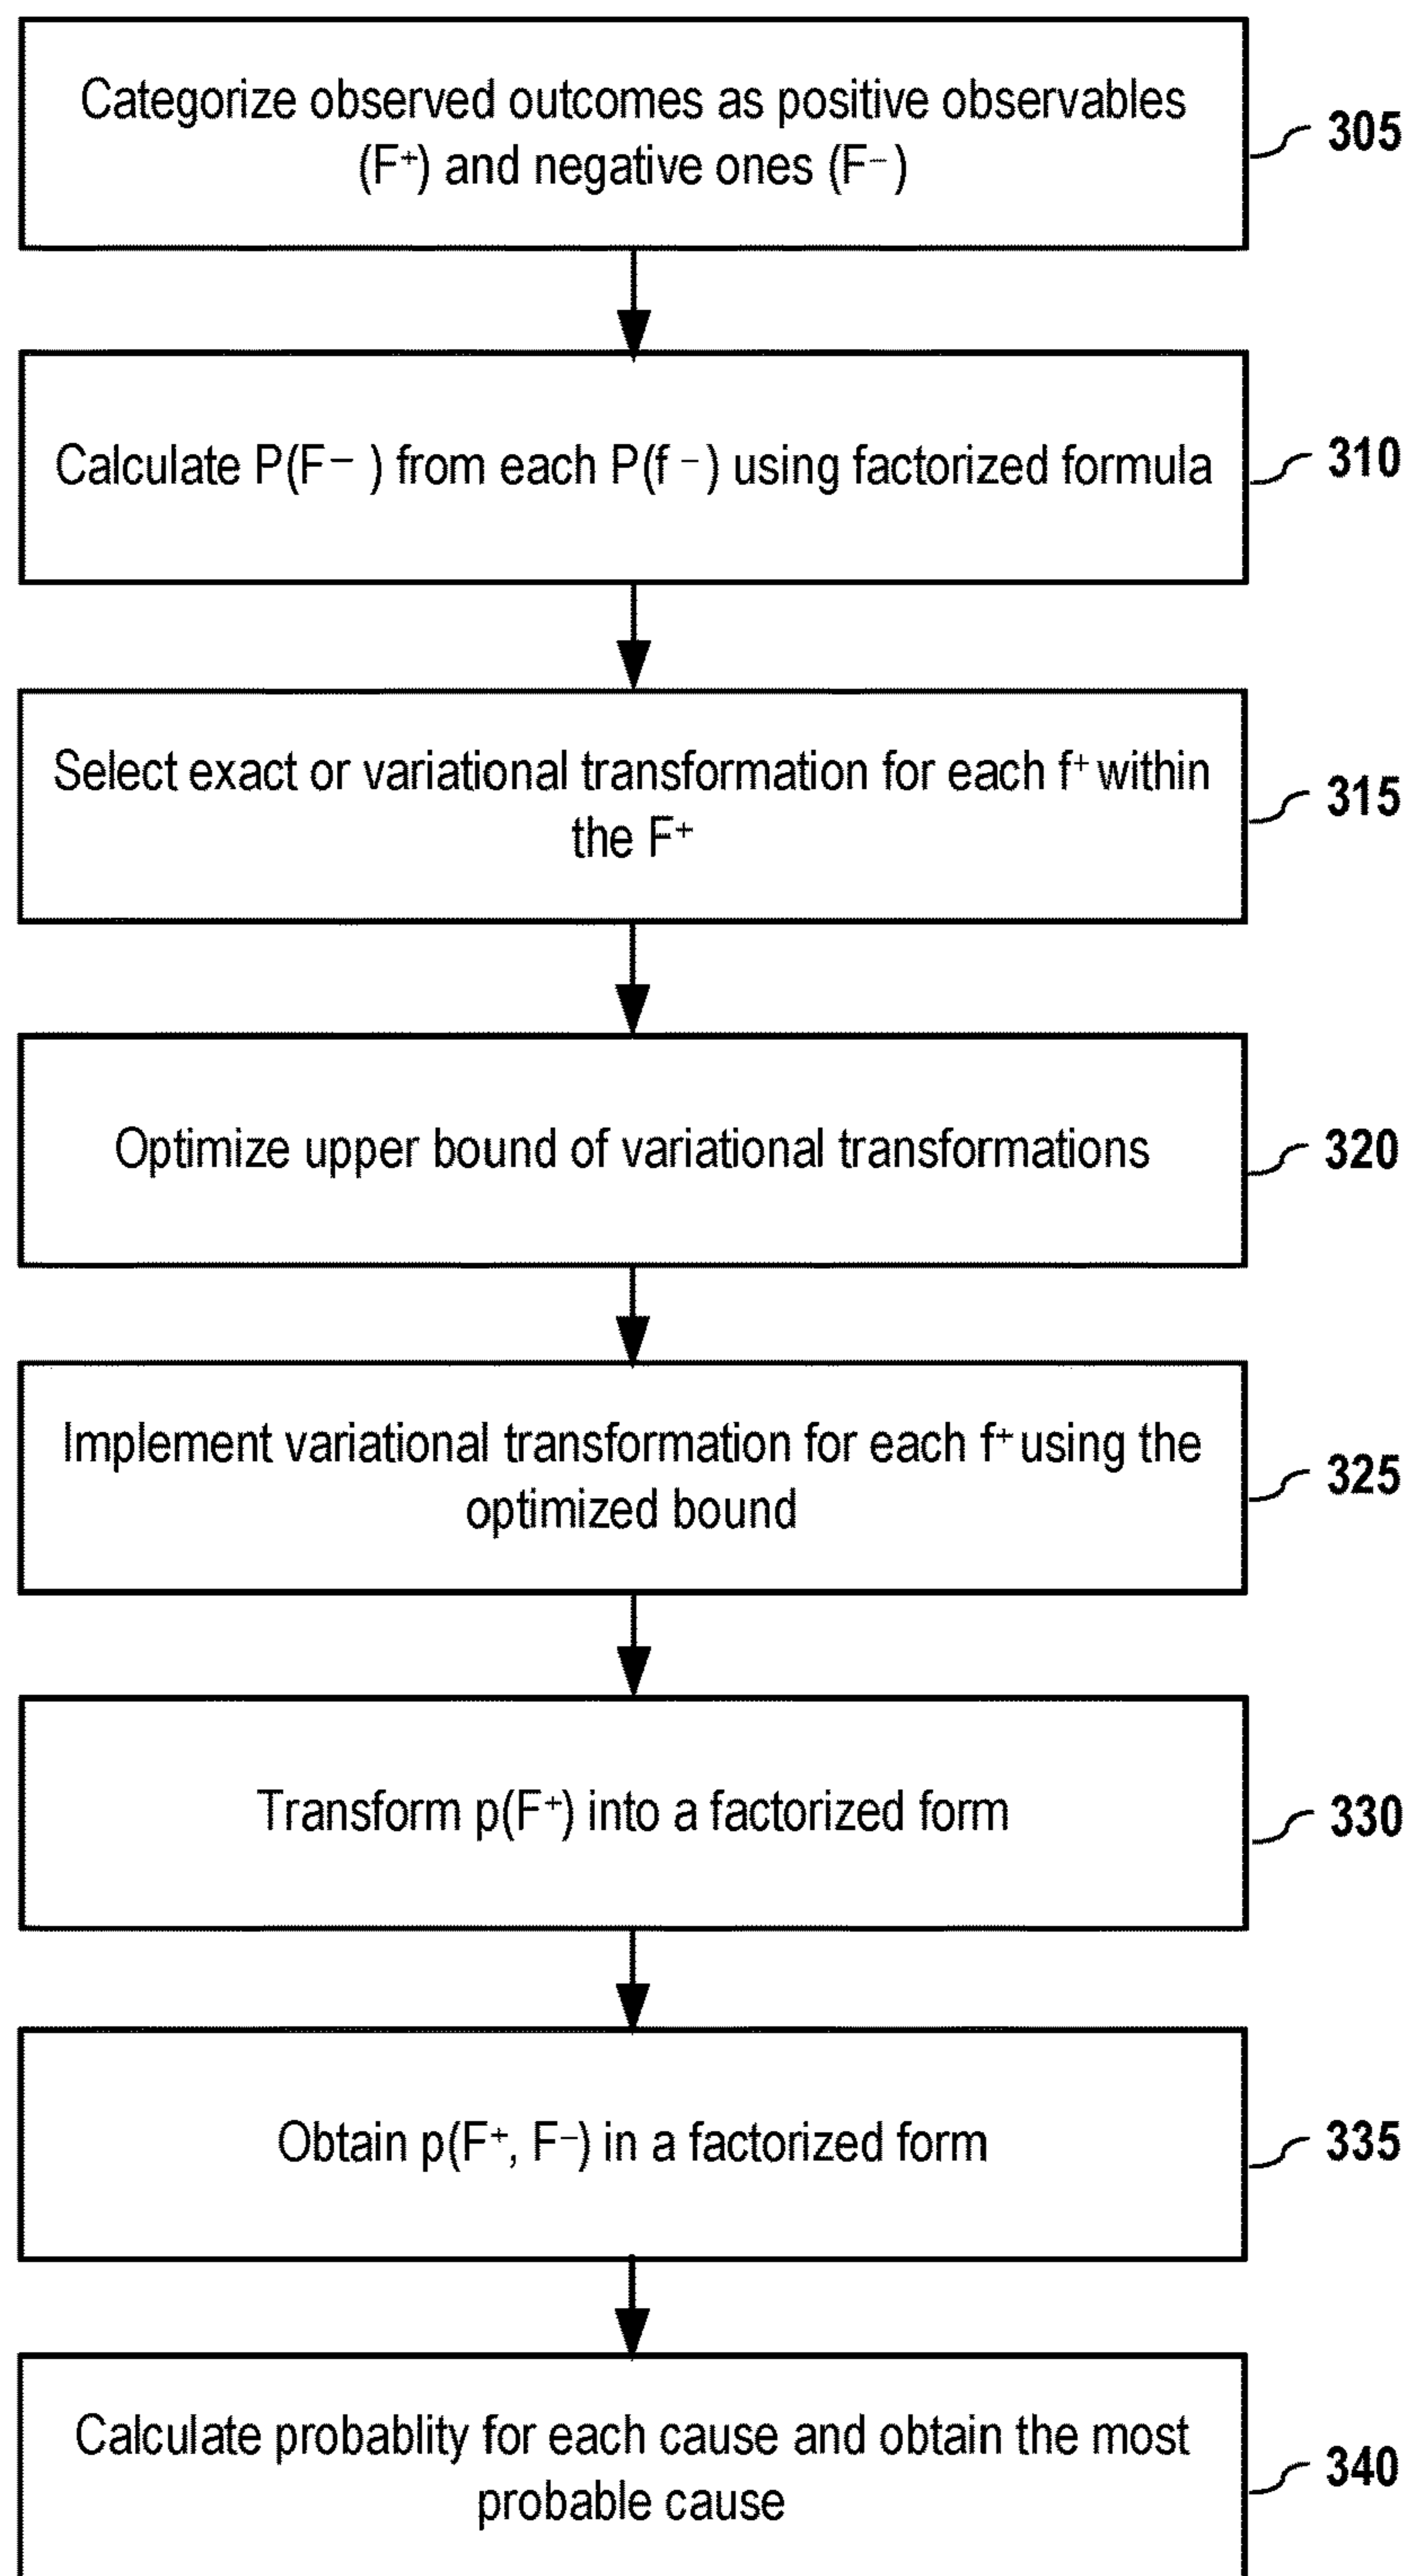 Categorize observed outcomes as positive observables
(F⁺) and negative ones (F⁻)
305
Calculate P(F⁻ ) from each P(f ⁻) using factorized formula
310
Select exact or variational transformation for each f⁺ within
the F⁺
315
Optimize upper bound of variational transformations
320
Implement variational transformation for each f⁺ using the
optimized bound
325
Transform p(F⁺) into a factorized form
330
Obtain p(F⁺, F⁻) in a factorized form
335
Calculate probablity for each cause and obtain the most
probable cause
340